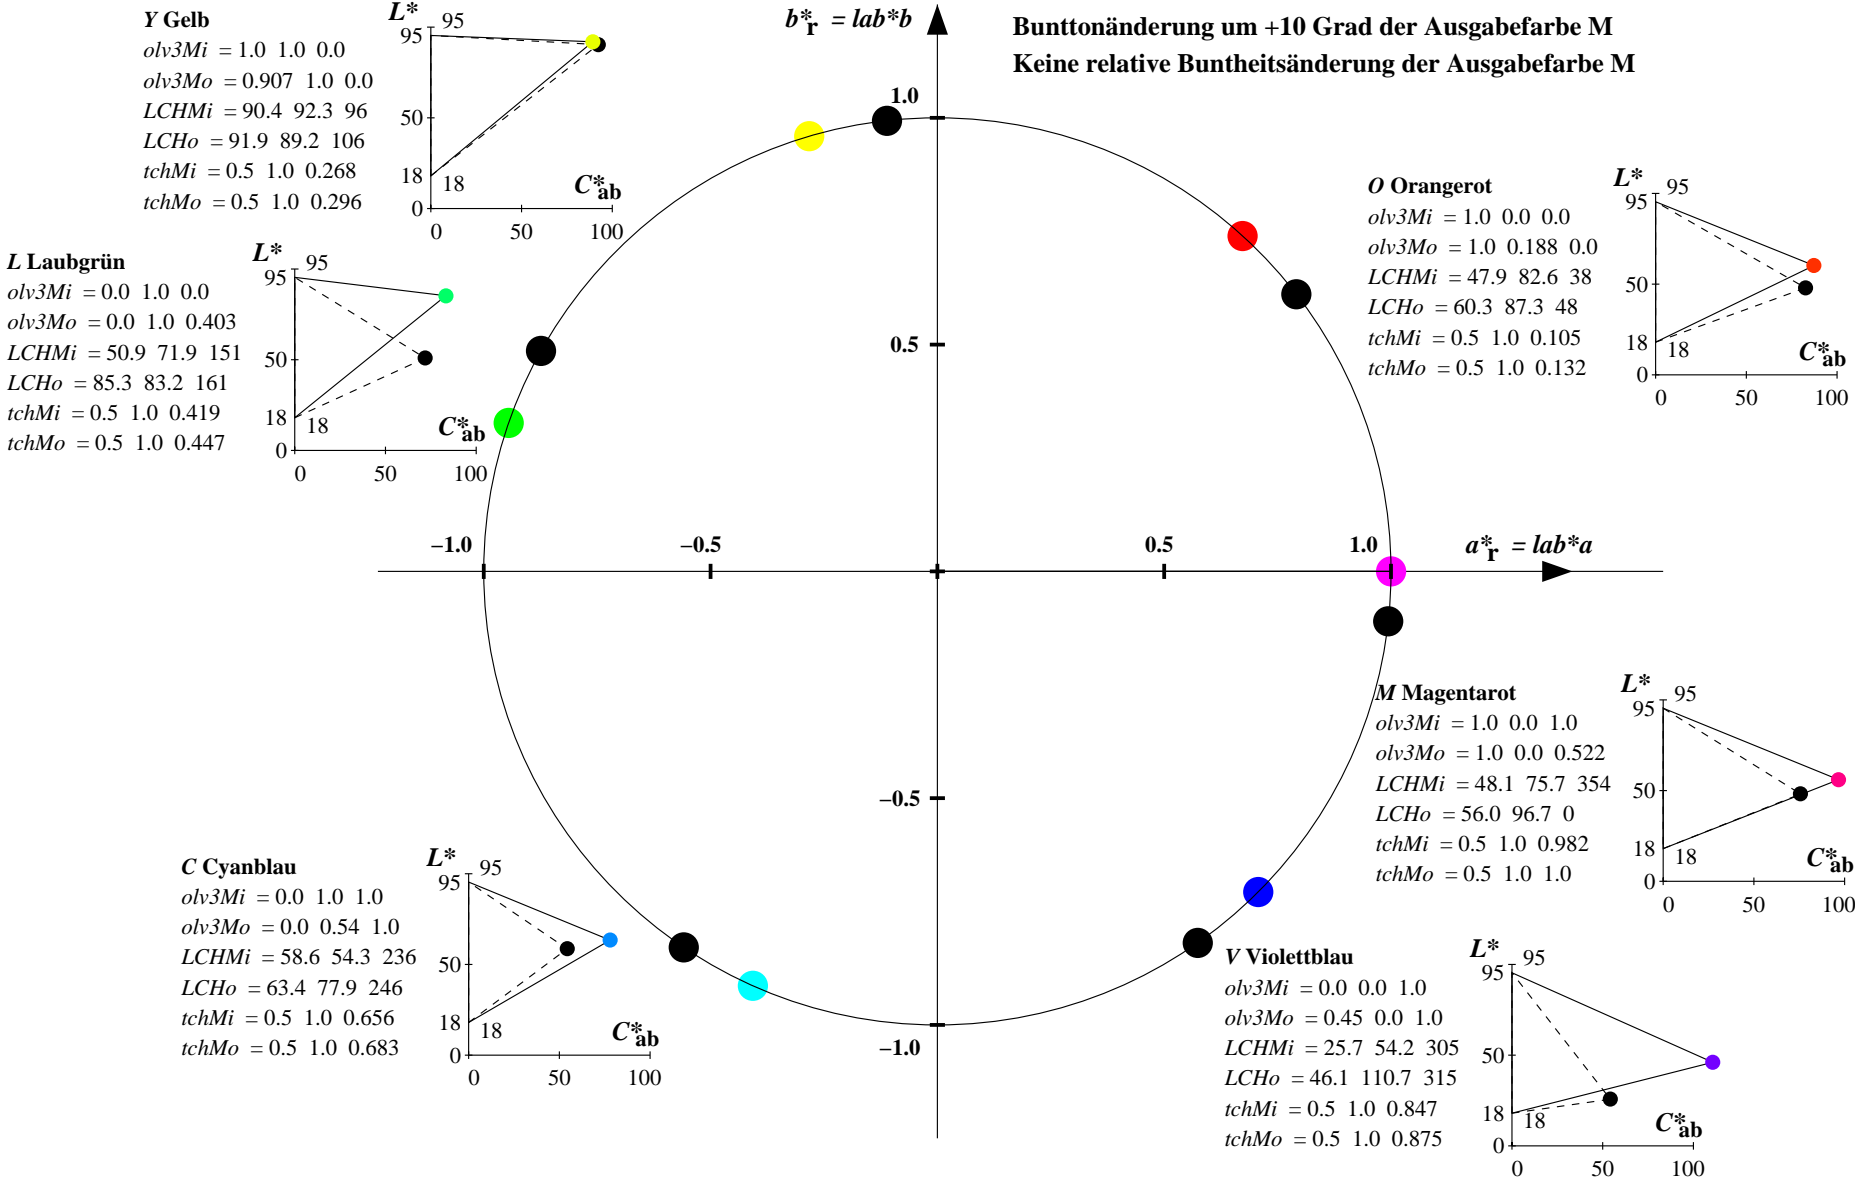 Bunttonänderung um +10 Grad der Ausgabefarbe M
Keine relative Buntheitsänderung der Ausgabefarbe M
b*r = lab*b
a*r = lab*a
1.0
0.5
−0.5
−1.0
−1.0
−0.5
0.5
1.0
Y Gelb
olv3Mi = 1.0 1.0 0.0
olv3Mo = 0.907 1.0 0.0
LCHMi = 90.4 92.3 96
LCHo = 91.9 89.2 106
tchMi = 0.5 1.0 0.268
tchMo = 0.5 1.0 0.296
L*
95
95
50
18
18
0
C*ab
0 50 100
L Laubgrün
olv3Mi = 0.0 1.0 0.0
olv3Mo = 0.0 1.0 0.403
LCHMi = 50.9 71.9 151
LCHo = 85.3 83.2 161
tchMi = 0.5 1.0 0.419
tchMo = 0.5 1.0 0.447
L*
95
95
50
18
18
0
C*ab
0 50 100
O Orangerot
olv3Mi = 1.0 0.0 0.0
olv3Mo = 1.0 0.188 0.0
LCHMi = 47.9 82.6 38
LCHo = 60.3 87.3 48
tchMi = 0.5 1.0 0.105
tchMo = 0.5 1.0 0.132
L*
95
95
50
18
18
0
C*ab
0 50 100
M Magentarot
olv3Mi = 1.0 0.0 1.0
olv3Mo = 1.0 0.0 0.522
LCHMi = 48.1 75.7 354
LCHo = 56.0 96.7 0
tchMi = 0.5 1.0 0.982
tchMo = 0.5 1.0 1.0
L*
95
95
50
18
18
0
C*ab
0 50 100
C Cyanblau
olv3Mi = 0.0 1.0 1.0
olv3Mo = 0.0 0.54 1.0
LCHMi = 58.6 54.3 236
LCHo = 63.4 77.9 246
tchMi = 0.5 1.0 0.656
tchMo = 0.5 1.0 0.683
L*
95
95
50
18
18
0
C*ab
0 50 100
V Violettblau
olv3Mi = 0.0 0.0 1.0
olv3Mo = 0.45 0.0 1.0
LCHMi = 25.7 54.2 305
LCHo = 46.1 110.7 315
tchMi = 0.5 1.0 0.847
tchMo = 0.5 1.0 0.875
L*
95
95
50
18
18
0
C*ab
0 50 100